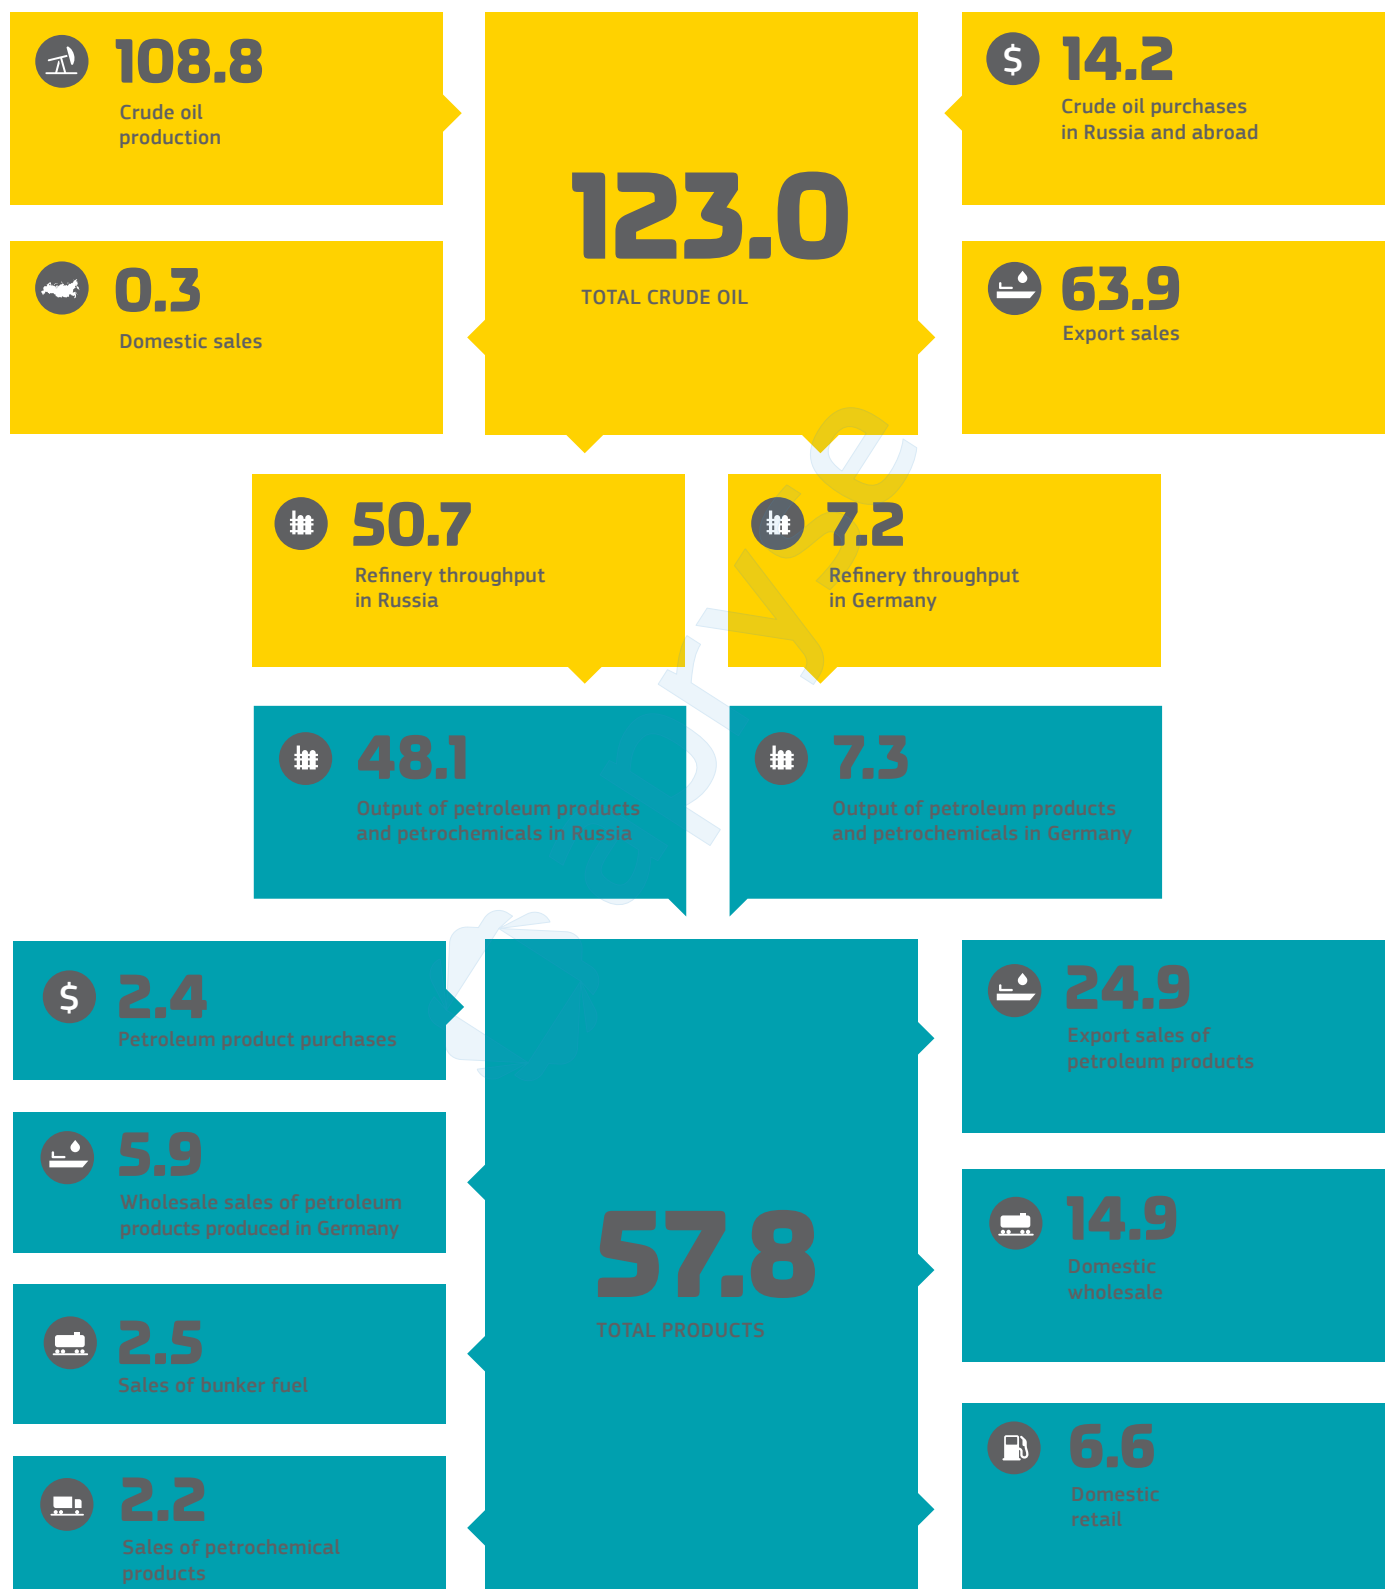 108.8
Crude oil
production
123.0
TOTAL CRUDE OIL
14.2
Crude oil purchases
in Russia and abroad
0.3
Domestic sales
63.9
Export sales
50.7
Refinery throughput
in Russia
7.2
Refinery throughput
in Germany
48.1
Output of petroleum products
and petrochemicals in Russia
7.3
Output of petroleum products
and petrochemicals in Germany
2.4
Petroleum product purchases
5.9
Wholesale sales of petroleum
products produced in Germany
2.5
Sales of bunker fuel
2.2
Sales of petrochemical
products
57.8
TOTAL PRODUCTS
24.9
Export sales of
petroleum products
14.9
Domestic
wholesale
6.6
Domestic
retail
apryse